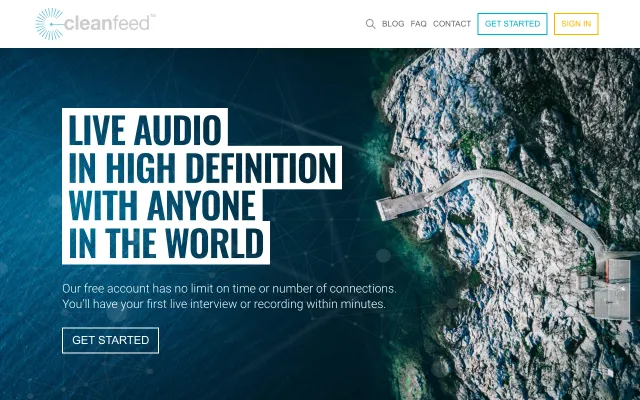 cleanfeed™
BLOG FAQ CONTACT GET STARTED SIGN IN
LIVE AUDIO
IN HIGH DEFINITION
WITH ANYONE
IN THE WORLD
Our free account has no limit on time or number of connections.
You'll have your first live interview or recording within minutes.
GET STARTED